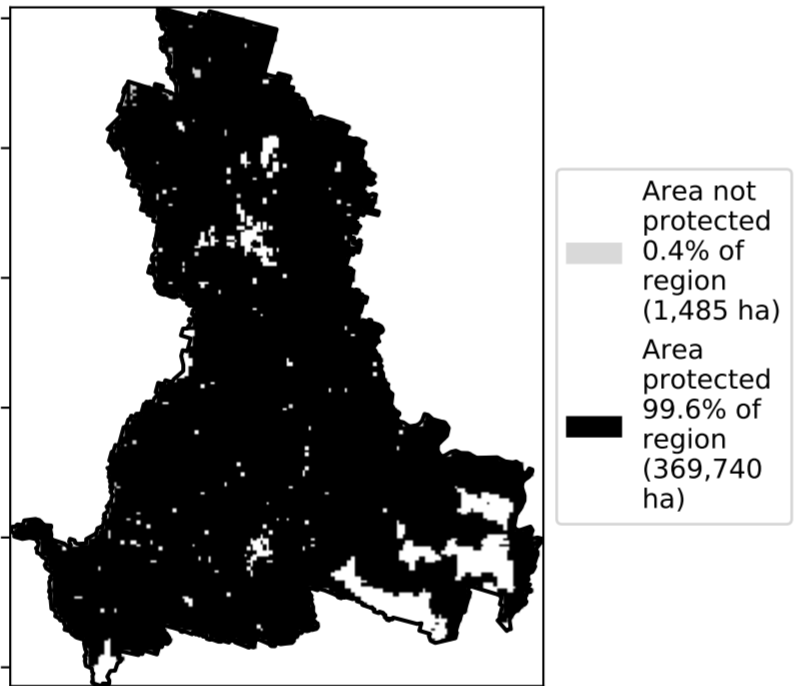 Area not
protected
0.4% of
region
(1,485 ha)
Area
protected
99.6% of
region
(369,740
ha)